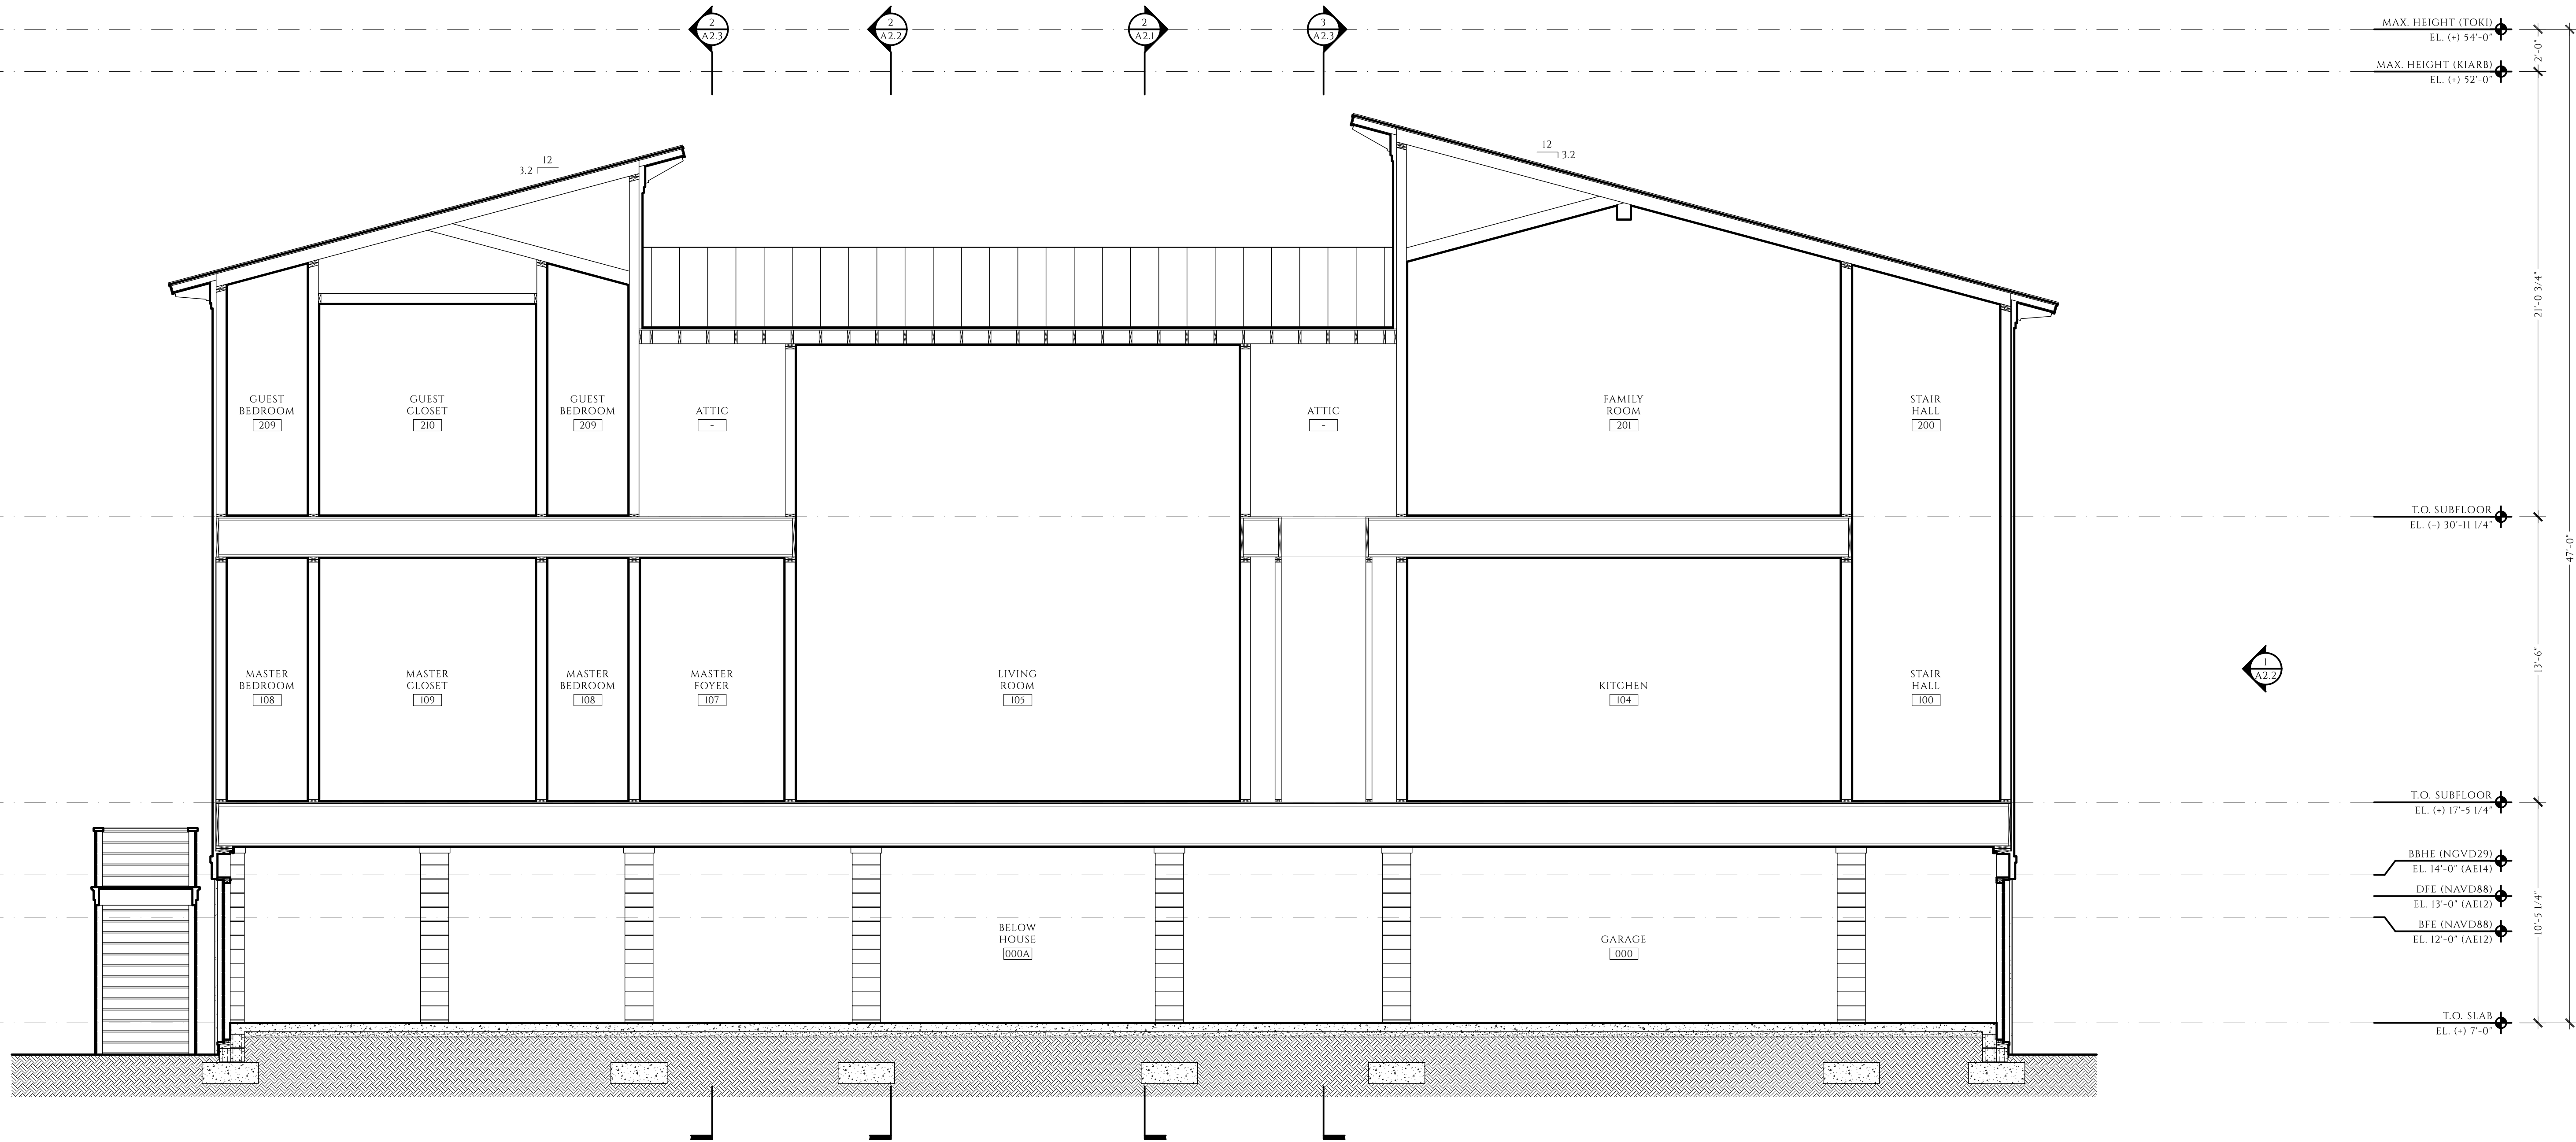 2
A2.3
2
A2.2
2
A2.1
3
A2.3
MAX. HEIGHT (TOKI)
EL. (+) 54'-0"
2'-0"
MAX. HEIGHT (KIARB)
EL. (+) 52'-0"
12
3.2
12
3.2
21'-0 3/4"
GUEST
BEDROOM
209
GUEST
CLOSET
210
GUEST
BEDROOM
209
ATTIC
-
ATTIC
-
FAMILY
ROOM
201
STAIR
HALL
200
T.O. SUBFLOOR
EL. (+) 30'-11 1/4"
47'-0"
13'-6"
MASTER
BEDROOM
108
MASTER
CLOSET
109
MASTER
BEDROOM
108
MASTER
FOYER
107
LIVING
ROOM
105
KITCHEN
104
STAIR
HALL
100
1
A2.2
T.O. SUBFLOOR
EL. (+) 17'-5 1/4"
BBHE (NGVD29)
EL. 14'-0" (AE14)
DFE (NAVD88)
EL. 13'-0" (AE12)
BFE (NAVD88)
EL. 12'-0" (AE12)
10'-5 1/4"
BELOW
HOUSE
000A
GARAGE
000
T.O. SLAB
EL. (+) 7'-0"